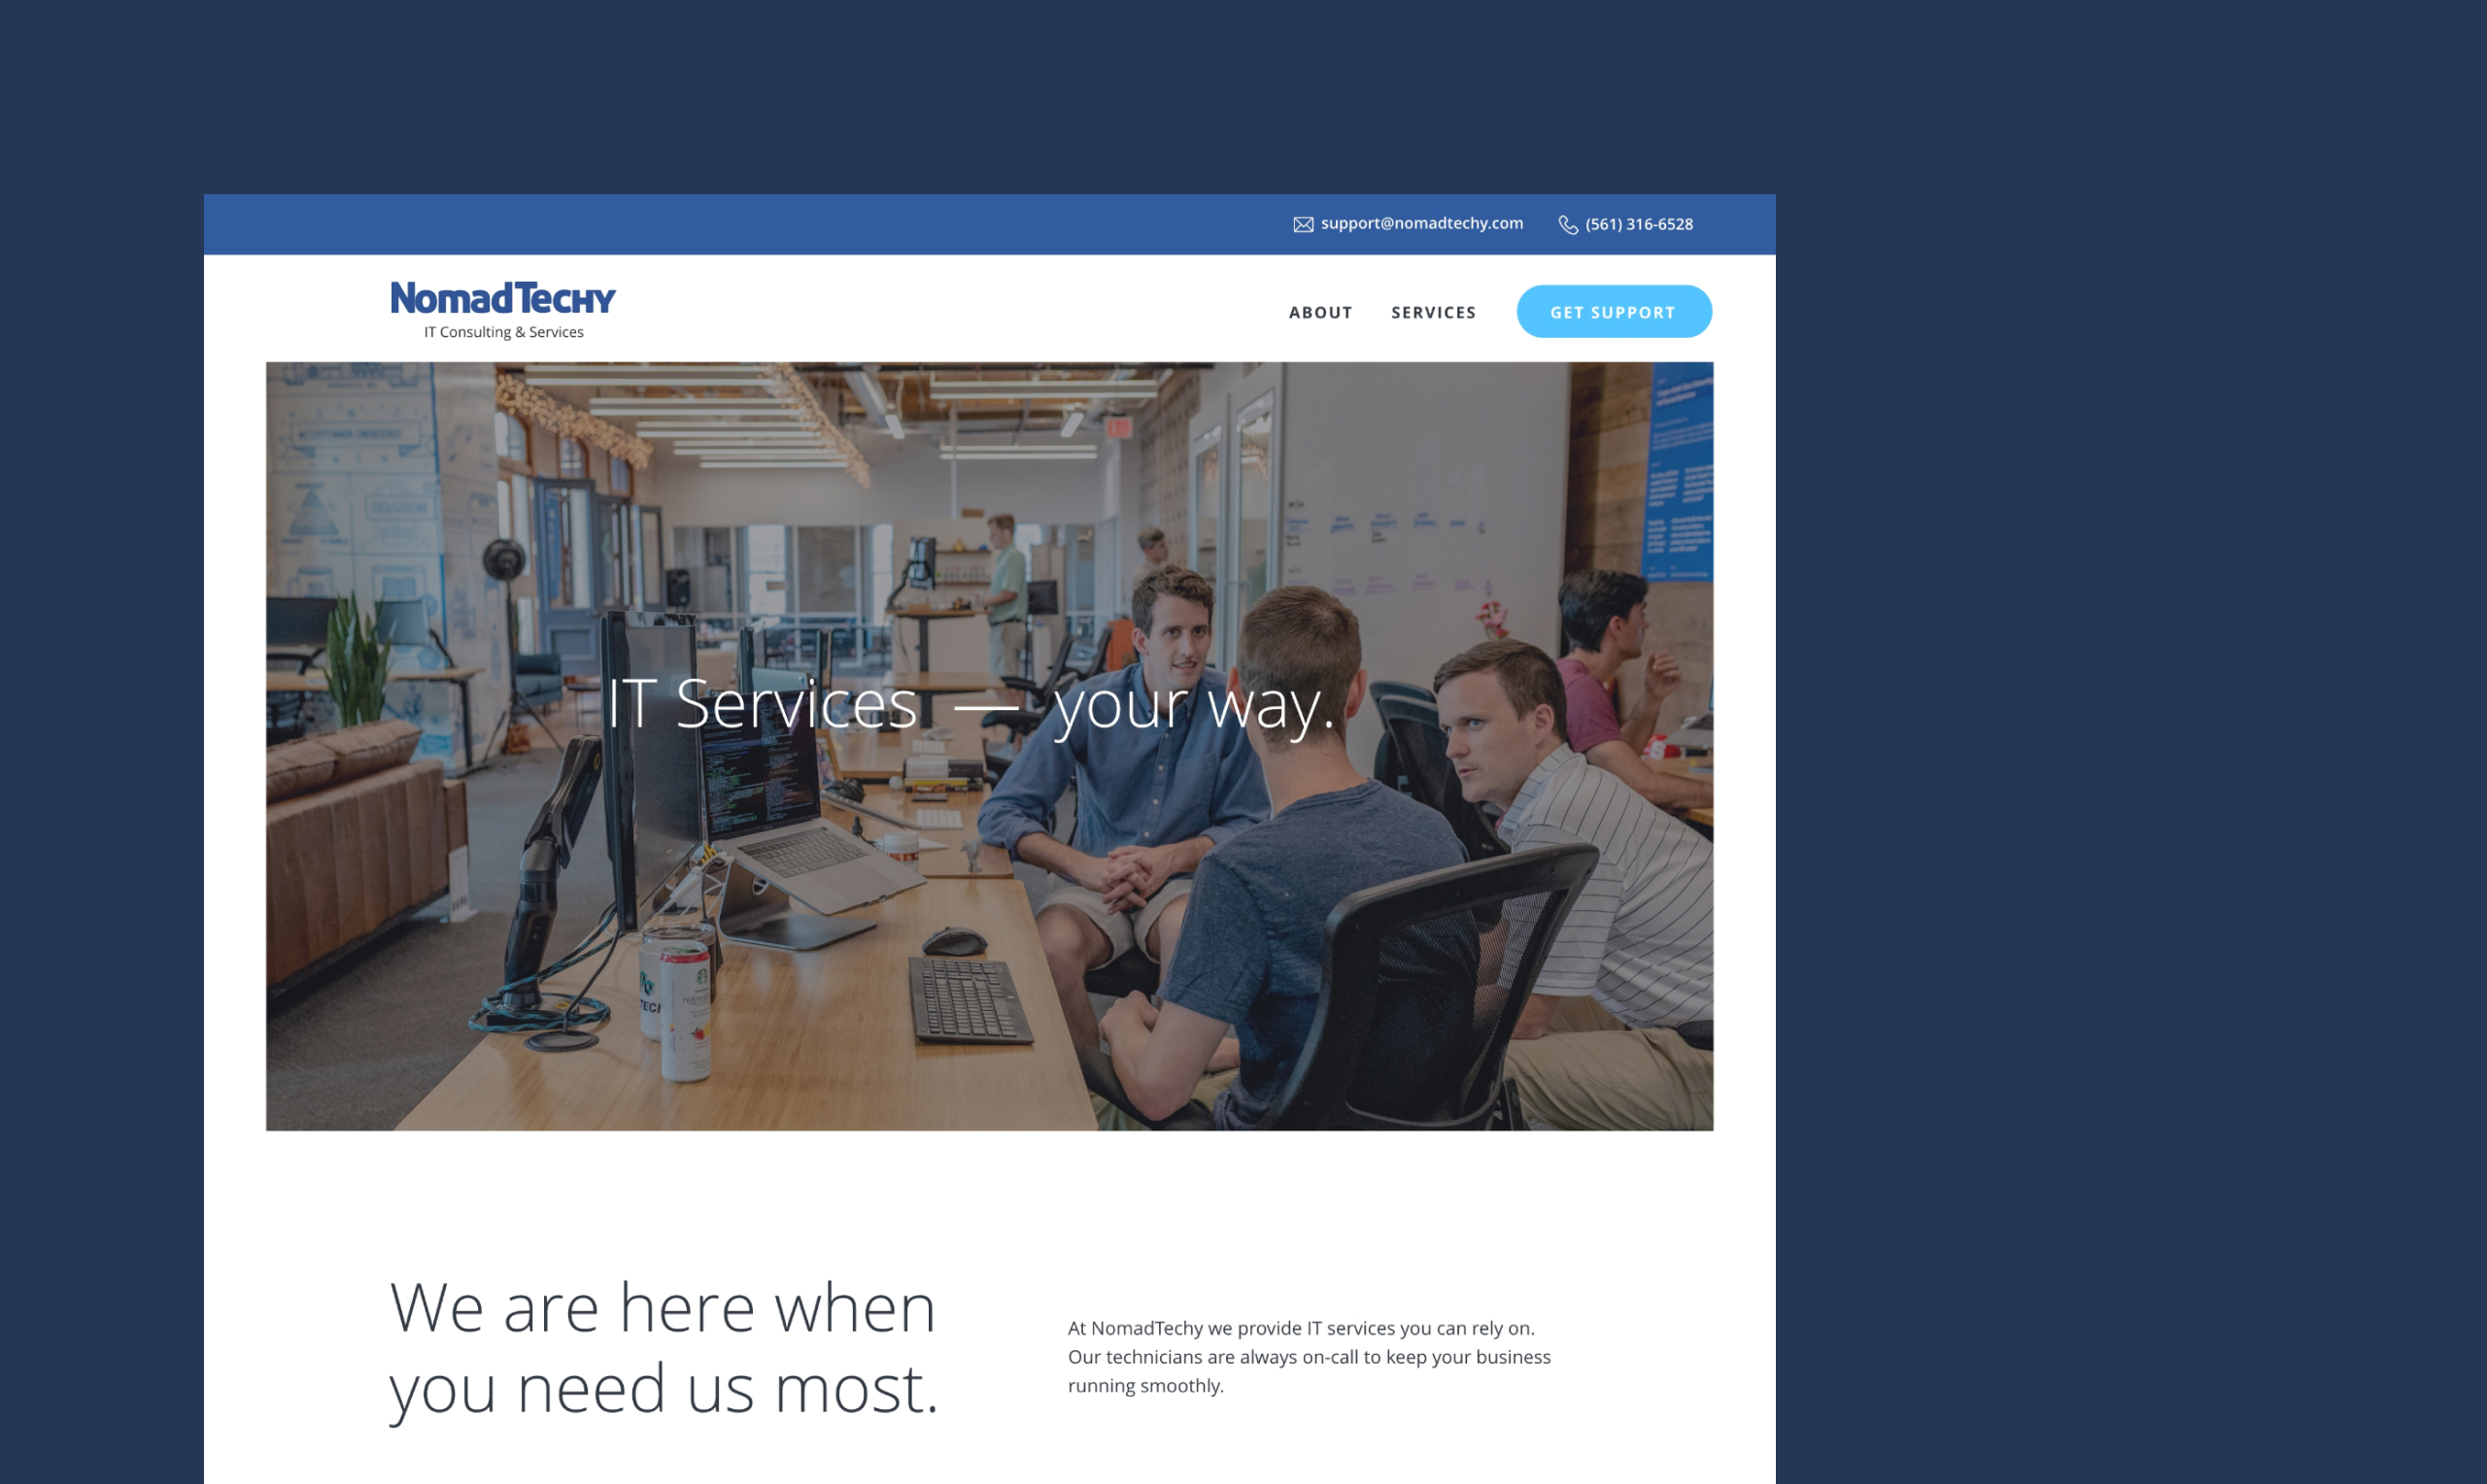 support@nomadtechy.com (561) 316-6528
NomadTecHY
IT Consulting & Services
ABOUT SERVICES GET SUPPORT
IT Services — your way.
We are here when
you need us most.
At NomadTechy we provide IT services you can rely on.
Our technicians are always on-call to keep your business
running smoothly.